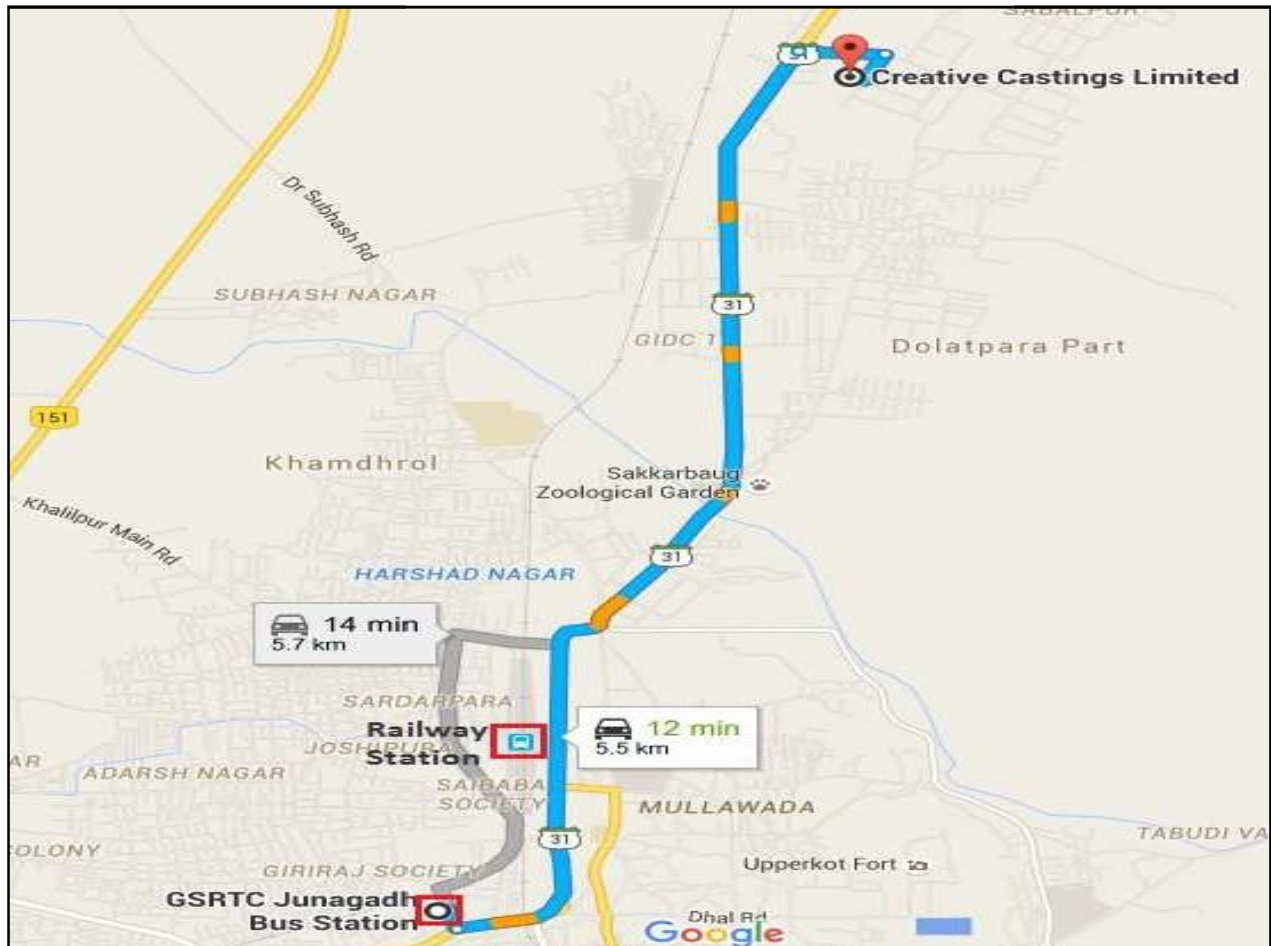 SABALPUR
Creative Castings Limited
Dr Subhash Rd
SUBHASH NAGAR
31
GIDC 1
Dolatpara Part
151
Khamdhrol
Sakkarbaug
Zoological Garden
Khalilpur Main Rd
31
HARSHAD NAGAR
14 min
5.7 km
SARDARPARA
Railway
Station
JOSHIPURA
12 min
5.5 km
AR
ADARSH NAGAR
SAIBABA
SOCIETY
MULLAWADA
31
TABUDI VA
COLONY
GIRIRAJ SOCIETY
Upperkot Fort
GSRTC Junagadh
Bus Station
Dhal Rd
Google